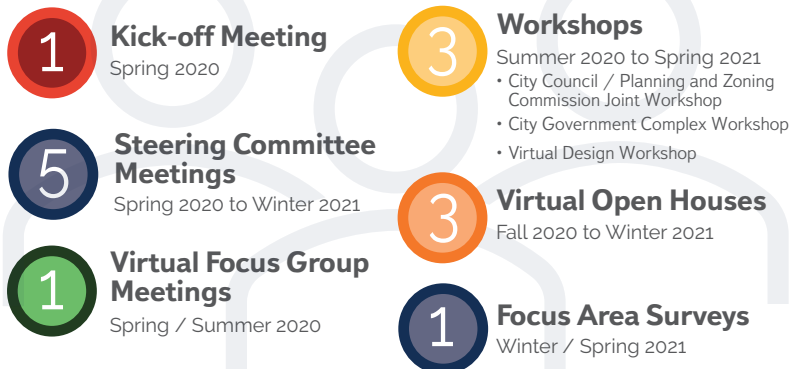 1
Kick-off Meeting
Spring 2020
5
Steering Committee
Meetings
Spring 2020 to Winter 2021
1
Virtual Focus Group
Meetings
Spring / Summer 2020
3
Workshops
Summer 2020 to Spring 2021
• City Council / Planning and Zoning
Commission Joint Workshop
• City Government Complex Workshop
• Virtual Design Workshop
3
Virtual Open Houses
Fall 2020 to Winter 2021
1
Focus Area Surveys
Winter / Spring 2021